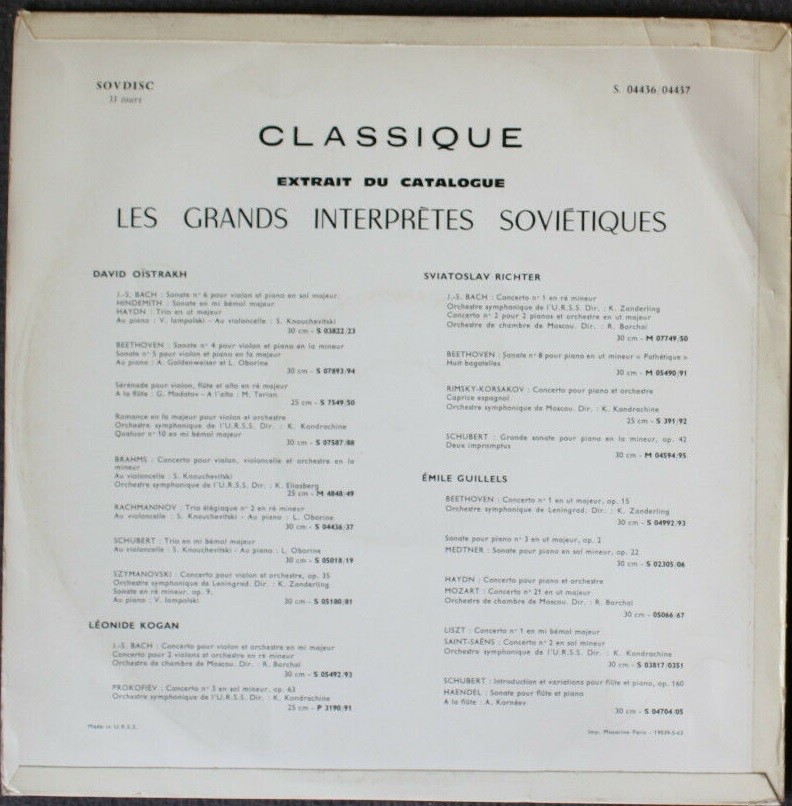 SOVDISC
33 tours
S. 04436/04437
CLASSIQUE
EXTRAIT DU CATALOGUE
LES GRANDS INTERPRÈTES SOVIÉTIQUES
DAVID OÏSTRAKH
J.-S. BACH : Sonate n° 6 pour violon et piano en sol majeur.
HINDEMITH : Sonate en mi bémol majeur
HAYDN : Trio en ut majeur
Au piano : V. Iampolski - Au violoncelle : S. Knouchevitski
30 cm - S 03822/23
BEETHOVEN : Sonate n° 4 pour violon et piano en la mineur
Sonate n° 5 pour violon et piano en la majeur
Au piano : A. Goldenweiser et L. Oborine
30 cm - S 07893/94
Sérénade pour violon, flûte et alto en ré majeur
A la flûte : G. Madatov - A l'alto : M. Terian
25 cm - S 7549/50
Romance en fa majeur pour violon et orchestre
Orchestre symphonique de l'U.R.S.S. Dir. : K. Kondrachine
Quatuor n° 10 en mi bémol majeur
30 cm - S 07587/88
BRAHMS : Concerto pour violon, violoncelle et orchestre en la
mineur
Au violoncelle : S. Knouchevitski
Orchestre symphonique de l'U.R.S.S. Dir : K. Eliasberg
25 cm - M 4848/49
RACHMANINOV : Trio élégiaque n° 2 en ré mineur
Au violoncelle : S. Knouchevitski - Au piano : L. Oborine
30 cm - S 04436/37
SCHUBERT : Trio en mi bémol majeur
Au violoncelle : S. Knouchevitski - Au piano : L. Oborine
30 cm - S 05018/19
SZYMANOVSKI : Concerto pour violon et orchestre, op. 35
Orchestre symphonique de Leningrad. Dir. : K. Zanderling
Sonate en ré mineur, op. 9.
Au piano : V. Iampolski 30 cm - S 05180/81
LÉONIDE KOGAN
J.-S. BACH : Concerto pour violon et orchestre en mi majeur
Concerto pour 2 violons et orchestre en ré mineur
Orchestre de chambre de Moscou. Dir : R. Barchaï
30 cm - S 05492/93
PROKOFIEV : Concerto n° 3 en sol mineur, op. 63
Orchestre symphonique de l'U.R.S.S. Dir. : K. Kondrachine
25 cm - P 3190/91
Made in U.R.S.S.
SVIATOSLAV RICHTER
J.-S. BACH : Concerto n° 1 en ré mineur
Orchestre symphonique de l'U.R.S.S. Dir. : K. Zanderling
Concerto n° 2 pour 2 pianos et orchestre en ut majeur
Orchestre de chambre de Moscou. Dir. : R. Barchaï
30 cm - M 07749/50
BEETHOVEN : Sonate n° 8 pour piano en ut mineur « Pathétique »
Huit bagatelles
30 cm - M 05490/91
RIMSKY-KORSAKOV : Concerto pour piano et orchestre
Caprice espagnol
Orchestre symphonique de Moscou. Dir. : K. Kondrachine
25 cm - S 391/92
SCHUBERT : Grande sonate pour piano en la mineur, op. 42
Deux impromptus
30 cm - M 04594/95
ÉMILE GUILLELS
BEETHOVEN : Concerto n° 1 en ut majeur, op. 15
Orchestre symphonique de Leningrad. Dir. : K. Zanderling
30 cm - S 04992/93
Sonate pour piano n° 3 en ut majeur, op. 2
MEDTNER : Sonate pour piano en sol mineur, op. 22
30 cm - S 02305/06
HAYDN : Concerto pour piano et orchestre
MOZART : Concerto n° 21 en ut majeur
Orchestre de chambre de Moscou. Dir. : R. Barchaï
30 cm - 05066/67
LISZT : Concerto n° 1 en mi bémol majeur
SAINT-SAËNS : Concerto n° 2 en sol mineur
Orchestre symphonique de l'U.R.S.S. Dir. : K. Kondrachine
30 cm - S 03817/0351
SCHUBERT : Introduction et variations pour flûte et piano, op. 160
HAENDEL : Sonate pour flûte et piano
A la flûte : A. Kornéev
30 cm - S 04704/05
Imp. Mazarine Paris - 19039-5-63